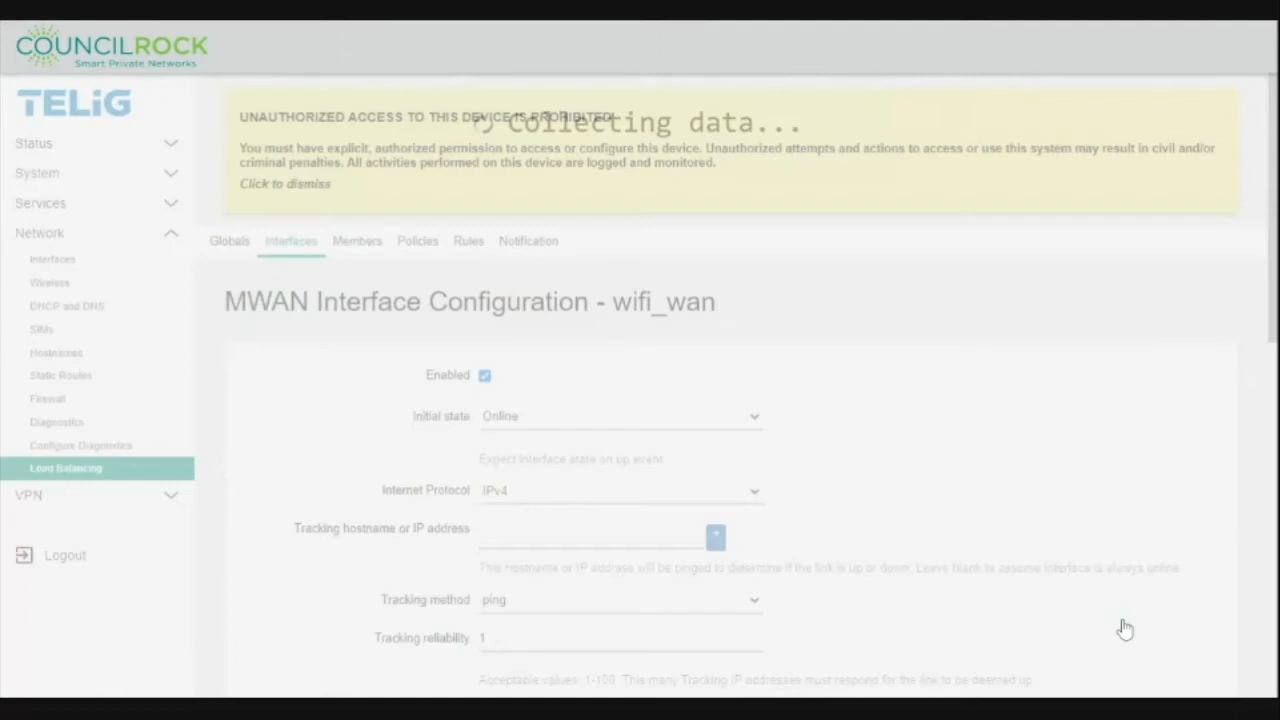 COUNCILROCK
Smart Private Networks
TELiG
Status
System
Services
Network
Interfaces
Wireless
DHCP and DNS
SIMs
Hostnames
Static Routes
Firewall
Diagnostics
Configure Diagnostics
Load Balancing
VPN
Logout
Collecting data...
UNAUTHORIZED ACCESS TO THIS DEVICE IS PROHIBITED
You must have explicit, authorized permission to access or configure this device. Unauthorized attempts and actions to access or use this system may result in civil and/or
criminal penalties. All activities performed on this device are logged and monitored.
Click to dismiss
Globals Interfaces Members Policies Rules Notification
MWAN Interface Configuration - wifi_wan
Enabled
Initial state Online
Expect interface state on up event
Internet Protocol IPv4
Tracking hostname or IP address
This hostname or IP address will be pinged to determine if the link is up or down. Leave blank to assume interface is always online
Tracking method ping
Tracking reliability 1
Acceptable values: 1-100. This many Tracking IP addresses must respond for the link to be deemed up